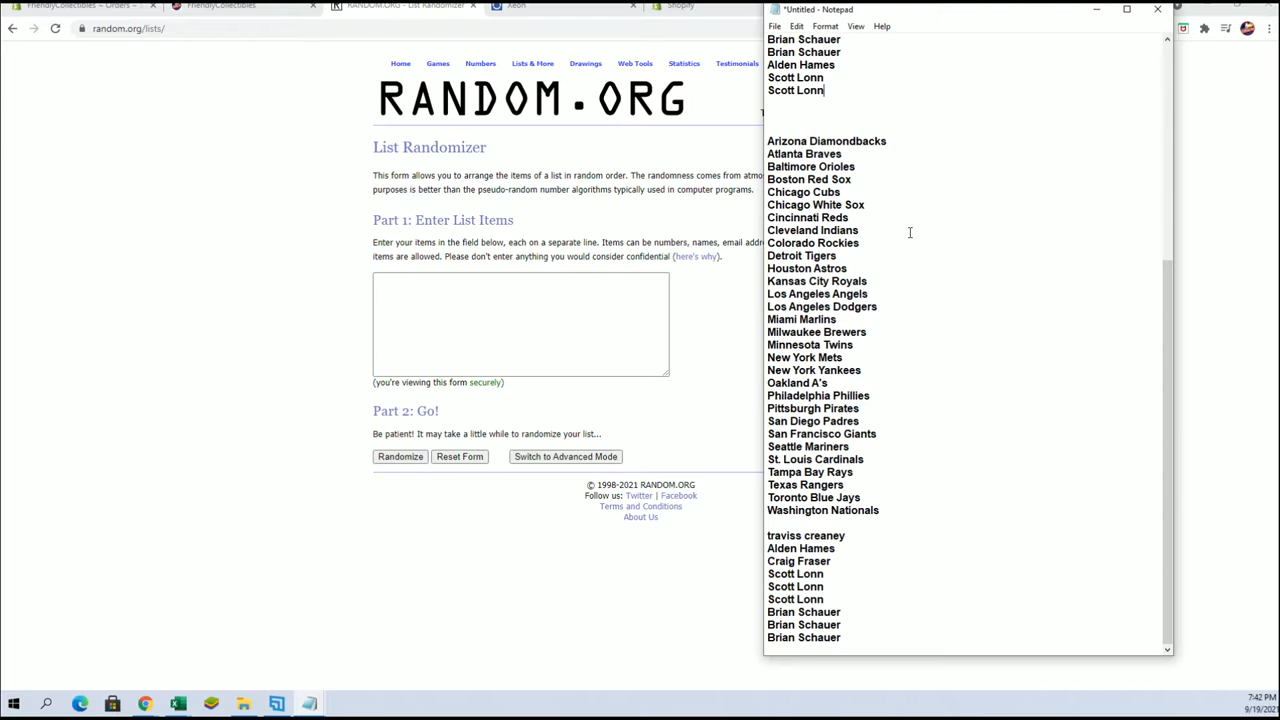 FriendlyCollectibles ~ Orders ~
FriendlyCollectibles
RANDOM.ORG - List Randomizer
Xeon
Shopify
random.org/lists/
Home
Games
Numbers
Lists & More
Drawings
Web Tools
Statistics
Testimonials
RANDOM.ORG
List Randomizer
This form allows you to arrange the items of a list in random order. The randomness comes from atmo
purposes is better than the pseudo-random number algorithms typically used in computer programs.
Part 1: Enter List Items
Enter your items in the field below, each on a separate line. Items can be numbers, names, email addre
items are allowed. Please don't enter anything you would consider confidential (here's why).
(you're viewing this form securely)
Part 2: Go!
Be patient! It may take a little while to randomize your list...
Randomize
Reset Form
Switch to Advanced Mode
© 1998-2021 RANDOM.ORG
Follow us: Twitter | Facebook
Terms and Conditions
About Us
*Untitled - Notepad
File Edit Format View Help
Brian Schauer
Brian Schauer
Alden Hames
Scott Lonn
Scott Lonn
Arizona Diamondbacks
Atlanta Braves
Baltimore Orioles
Boston Red Sox
Chicago Cubs
Chicago White Sox
Cincinnati Reds
Cleveland Indians
Colorado Rockies
Detroit Tigers
Houston Astros
Kansas City Royals
Los Angeles Angels
Los Angeles Dodgers
Miami Marlins
Milwaukee Brewers
Minnesota Twins
New York Mets
New York Yankees
Oakland A's
Philadelphia Phillies
Pittsburgh Pirates
San Diego Padres
San Francisco Giants
Seattle Mariners
St. Louis Cardinals
Tampa Bay Rays
Texas Rangers
Toronto Blue Jays
Washington Nationals
traviss creaney
Alden Hames
Craig Fraser
Scott Lonn
Scott Lonn
Scott Lonn
Brian Schauer
Brian Schauer
Brian Schauer
7:42 PM
9/19/2021